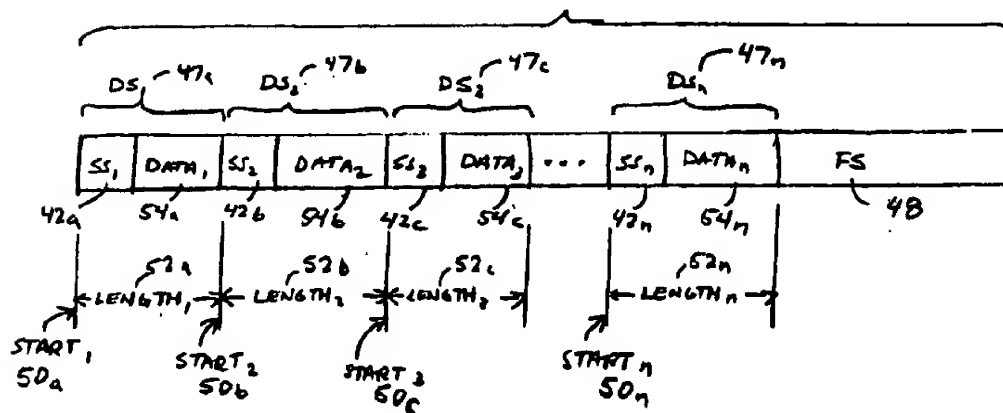 DS₁ 47a DS₂ 47b DS₃ 47c DSₙ 47n
SS₁ DATA₁ SS₂ DATA₂ SS₃ DATA₃ ... SSₙ DATAₙ FS
42a 54a 42b 54b 42c 54c 42n 54n 48
52a 52b 52c 52n
LENGTH₁ LENGTH₂ LENGTH₃ LENGTHₙ
START₁ START₂ START₃ STARTₙ
50a 50b 50c 50n